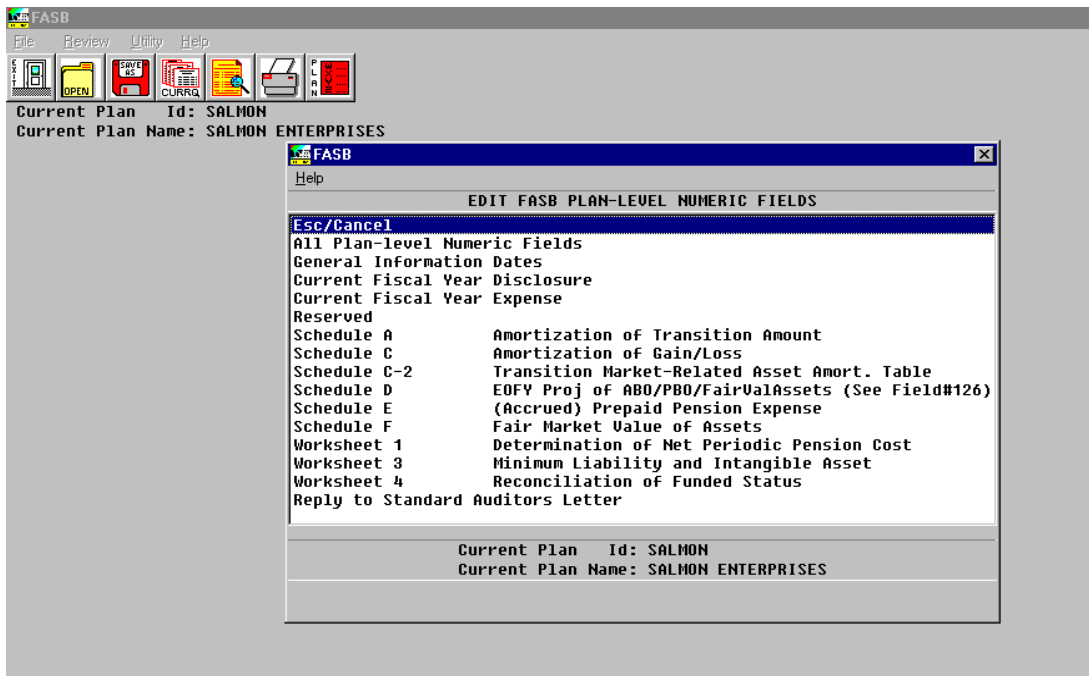 FASB
File Review Utility Help
EXIT OPEN SAVE AS CURRQ PLAN
Current Plan Id: SALMON
Current Plan Name: SALMON ENTERPRISES
FASB
Help
EDIT FASB PLAN-LEVEL NUMERIC FIELDS
Esc/Cancel
All Plan-level Numeric Fields
General Information Dates
Current Fiscal Year Disclosure
Current Fiscal Year Expense
Reserved
Schedule A Amortization of Transition Amount
Schedule C Amortization of Gain/Loss
Schedule C-2 Transition Market-Related Asset Amort. Table
Schedule D EOFY Proj of ABO/PBO/FairValAssets (See Field#126)
Schedule E (Accrued) Prepaid Pension Expense
Schedule F Fair Market Value of Assets
Worksheet 1 Determination of Net Periodic Pension Cost
Worksheet 3 Minimum Liability and Intangible Asset
Worksheet 4 Reconciliation of Funded Status
Reply to Standard Auditors Letter
Current Plan Id: SALMON
Current Plan Name: SALMON ENTERPRISES